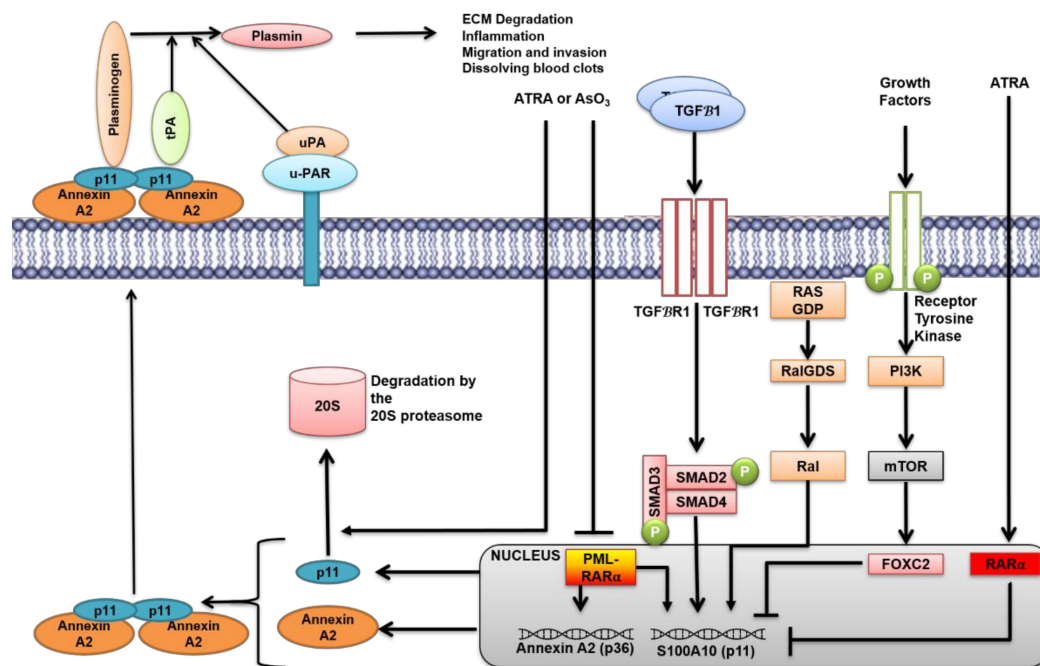 ECM Degradation
Inflammation
Migration and invasion
Dissolving blood clots
Plasmin
Plasminogen
tPA
uPA
u-PAR
p11
p11
Annexin
A2
Annexin
A2
ATRA or AsO₃
TGFB1
Growth
Factors
ATRA
P
P
TGFBR1
TGFBR1
RAS
GDP
Receptor
Tyrosine
Kinase
RalGDS
PI3K
20S
Degradation by
the
20S proteasome
Ral
mTOR
SMAD3
SMAD2
SMAD4
P
P
NUCLEUS
PML-
RARα
FOXC2
RARα
p11
Annexin
A2
p11
p11
Annexin
A2
Annexin
A2
Annexin A2 (p36)
S100A10 (p11)